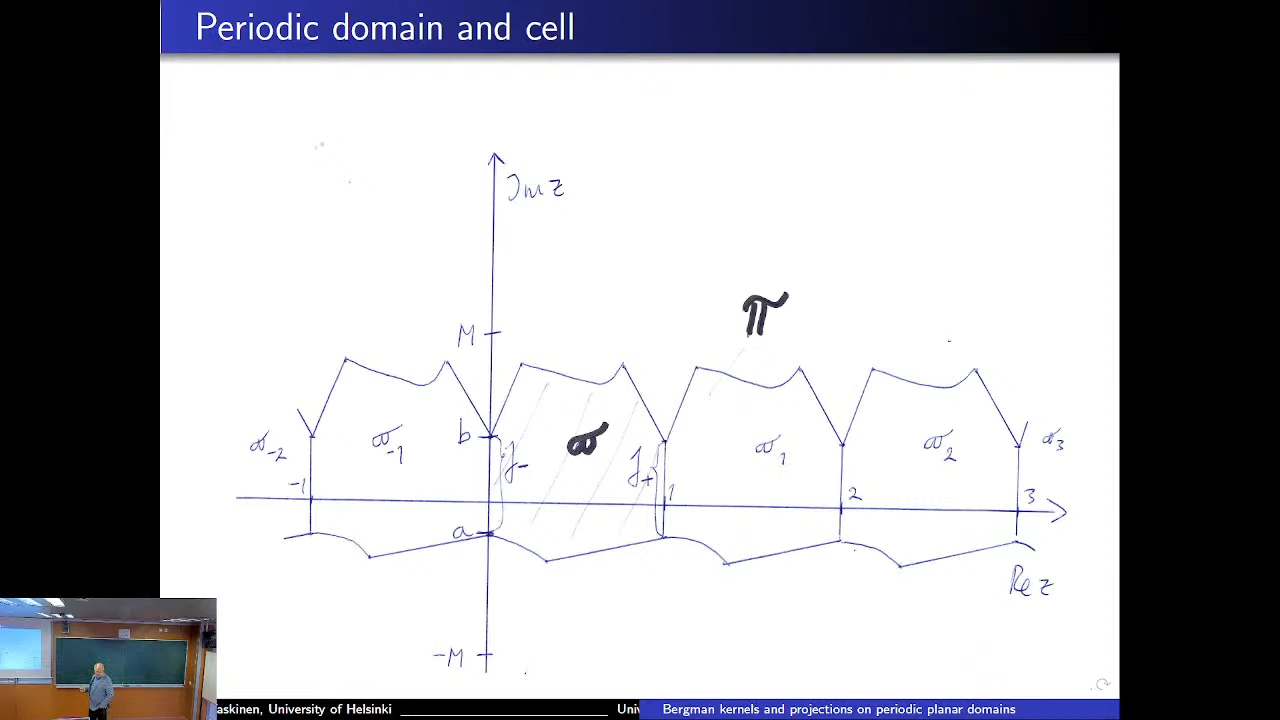 Periodic domain and cell
Im z
Π
M
b
ϖ₋₂
ϖ₋₁
J₋
ϖ
J₊
ϖ₁
ϖ₂
ϖ₃
-1
1
2
3
a
Re z
-M
askinen, University of Helsinki
Univ
Bergman kernels and projections on periodic planar domains